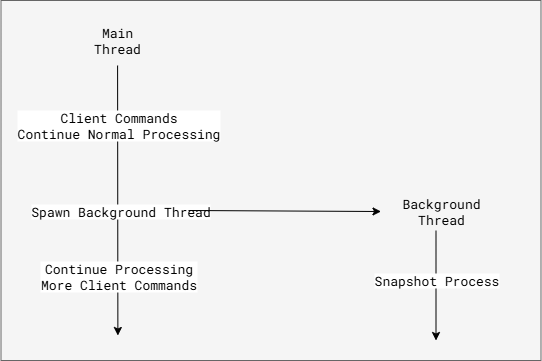 Main
Thread
Client Commands
Continue Normal Processing
Spawn Background Thread
Background
Thread
Continue Processing
More Client Commands
Snapshot Process